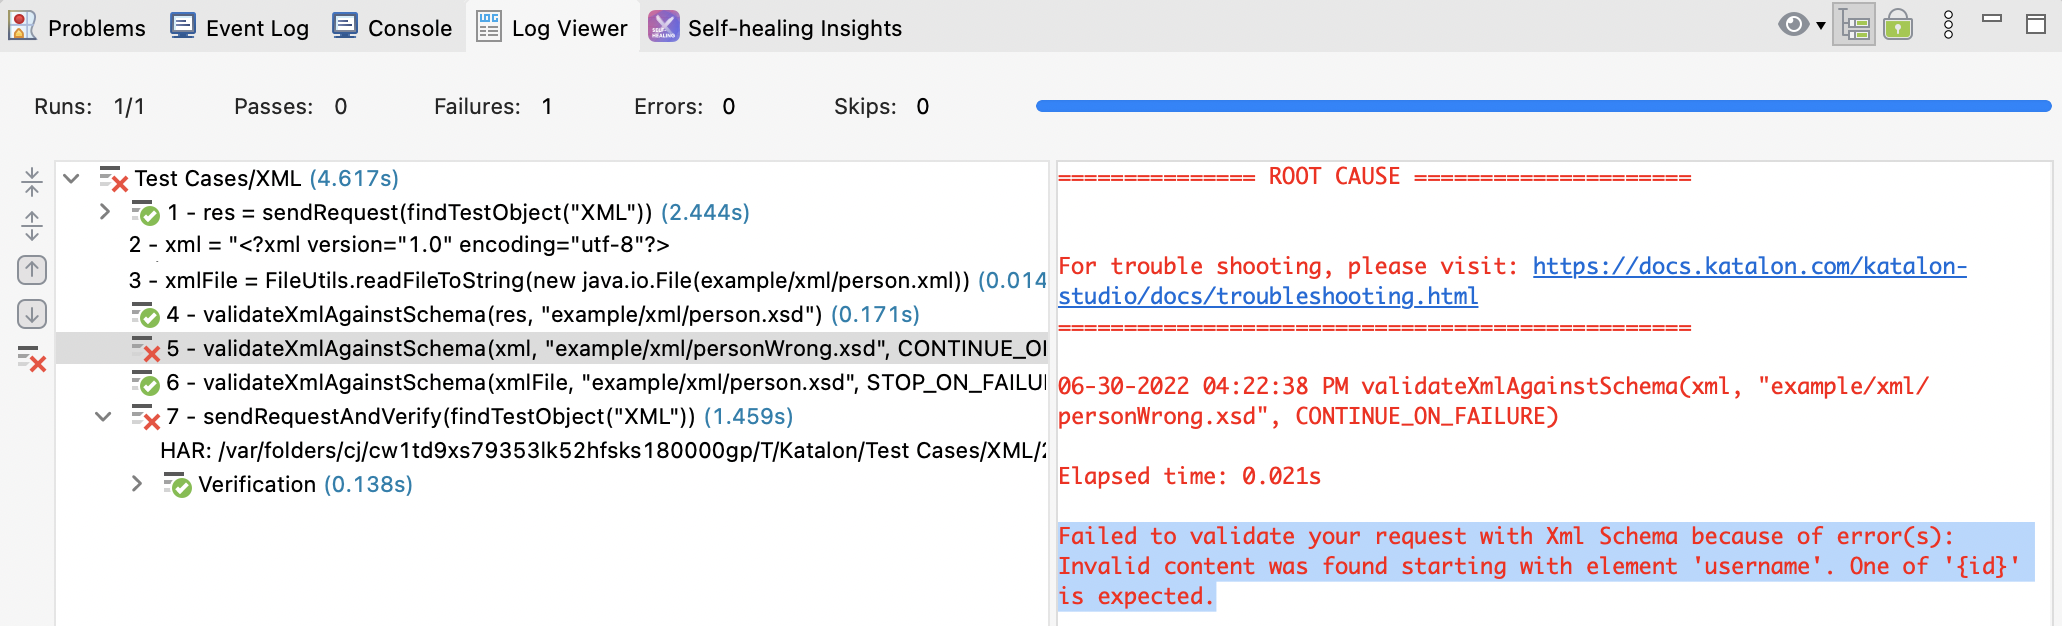 Problems Event Log Console Log Viewer Self-healing Insights
Runs: 1/1 Passes: 0 Failures: 1 Errors: 0 Skips: 0
Test Cases/XML (4.617s)
1 - res = sendRequest(findTestObject("XML")) (2.444s)
2 - xml = "<?xml version="1.0" encoding="utf-8"?>
3 - xmlFile = FileUtils.readFileToString(new java.io.File(example/xml/person.xml)) (0.014
4 - validateXmlAgainstSchema(res, "example/xml/person.xsd") (0.171s)
5 - validateXmlAgainstSchema(xml, "example/xml/personWrong.xsd", CONTINUE_O
6 - validateXmlAgainstSchema(xmlFile, "example/xml/person.xsd", STOP_ON_FAILU
7 - sendRequestAndVerify(findTestObject("XML")) (1.459s)
HAR: /var/folders/cj/cw1td9xs79353lk52hfsks180000gp/T/Katalon/Test Cases/XML/2
Verification (0.138s)
=============== ROOT CAUSE =====================
For trouble shooting, please visit: https://docs.katalon.com/katalon-
studio/docs/troubleshooting.html
================================================
06-30-2022 04:22:38 PM validateXmlAgainstSchema(xml, "example/xml/
personWrong.xsd", CONTINUE_ON_FAILURE)
Elapsed time: 0.021s
Failed to validate your request with Xml Schema because of error(s):
Invalid content was found starting with element 'username'. One of '{id}'
is expected.